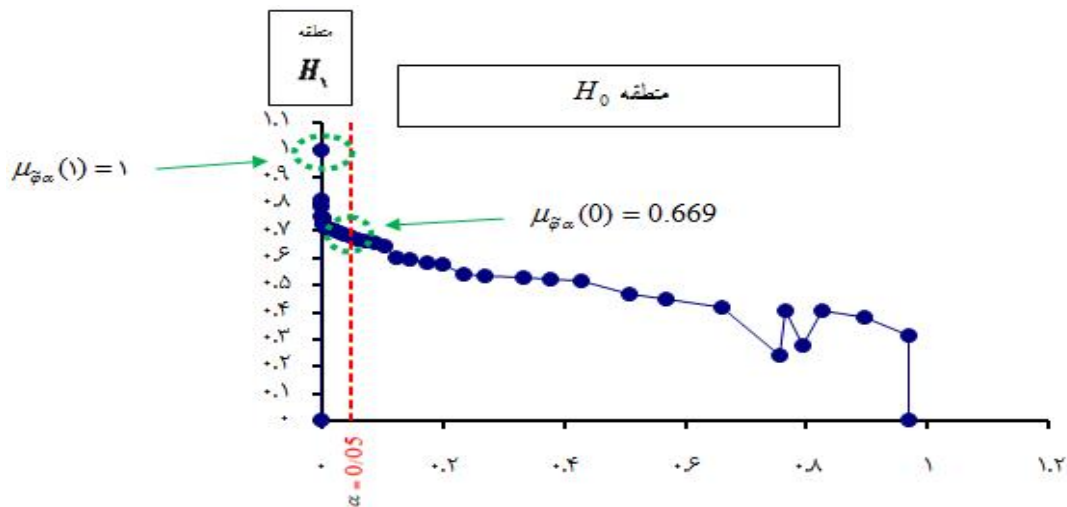 منطقه
H۱
منطقه H0
۱.۱
۱
۰.۹
۰.۸
۰.۷
۰.۶
۰.۵
۰.۴
۰.۳
۰.۲
۰.۱
۰
μφ̃α(۱) = ۱
μφ̃α(0) = 0.669
α = 0/05
۰ ۰.۲ ۰.۴ ۰.۶ ۰.۸ ۱ ۱.۲